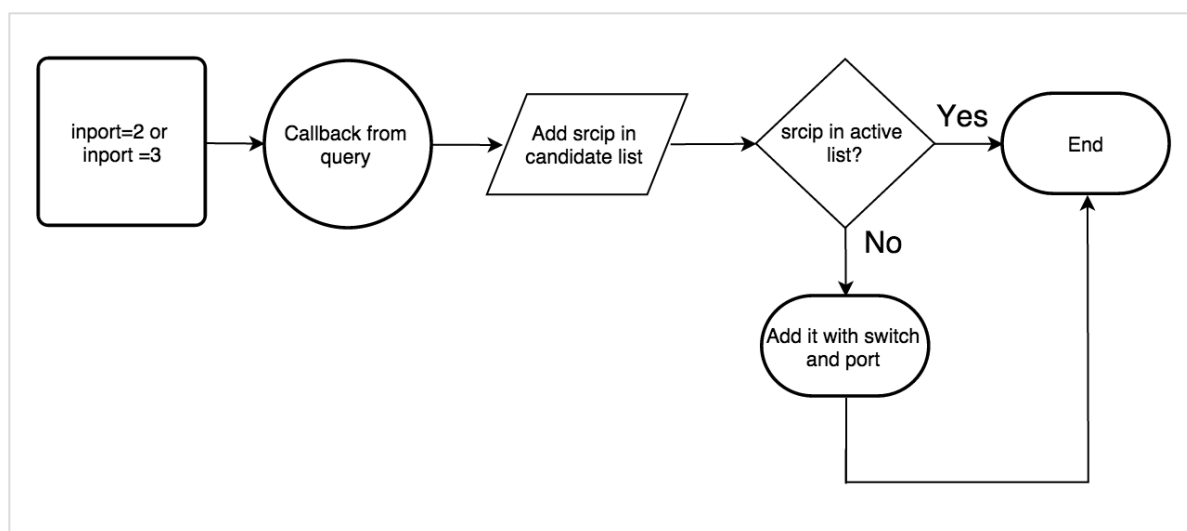 inport=2 or
inport =3
Callback from
query
Add srcip in
candidate list
srcip in active
list?
Yes
End
No
Add it with switch
and port